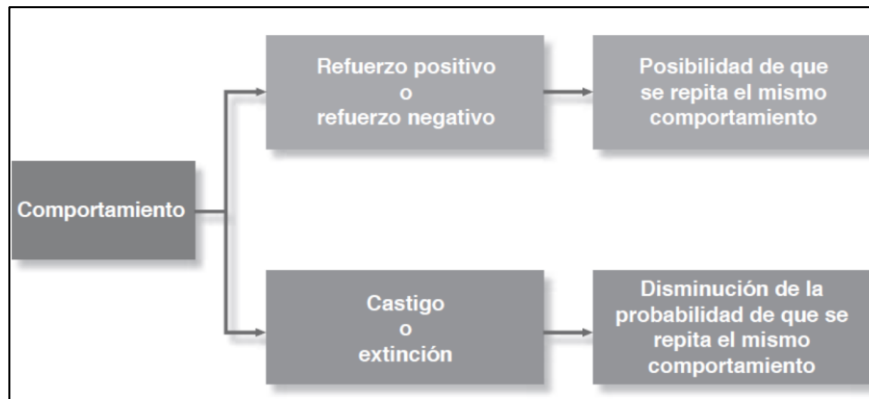 Comportamiento
Refuerzo positivo
o
refuerzo negativo
Posibilidad de que
se repita el mismo
comportamiento
Castigo
o
extinción
Disminución de la
probabilidad de que se
repita el mismo
comportamiento